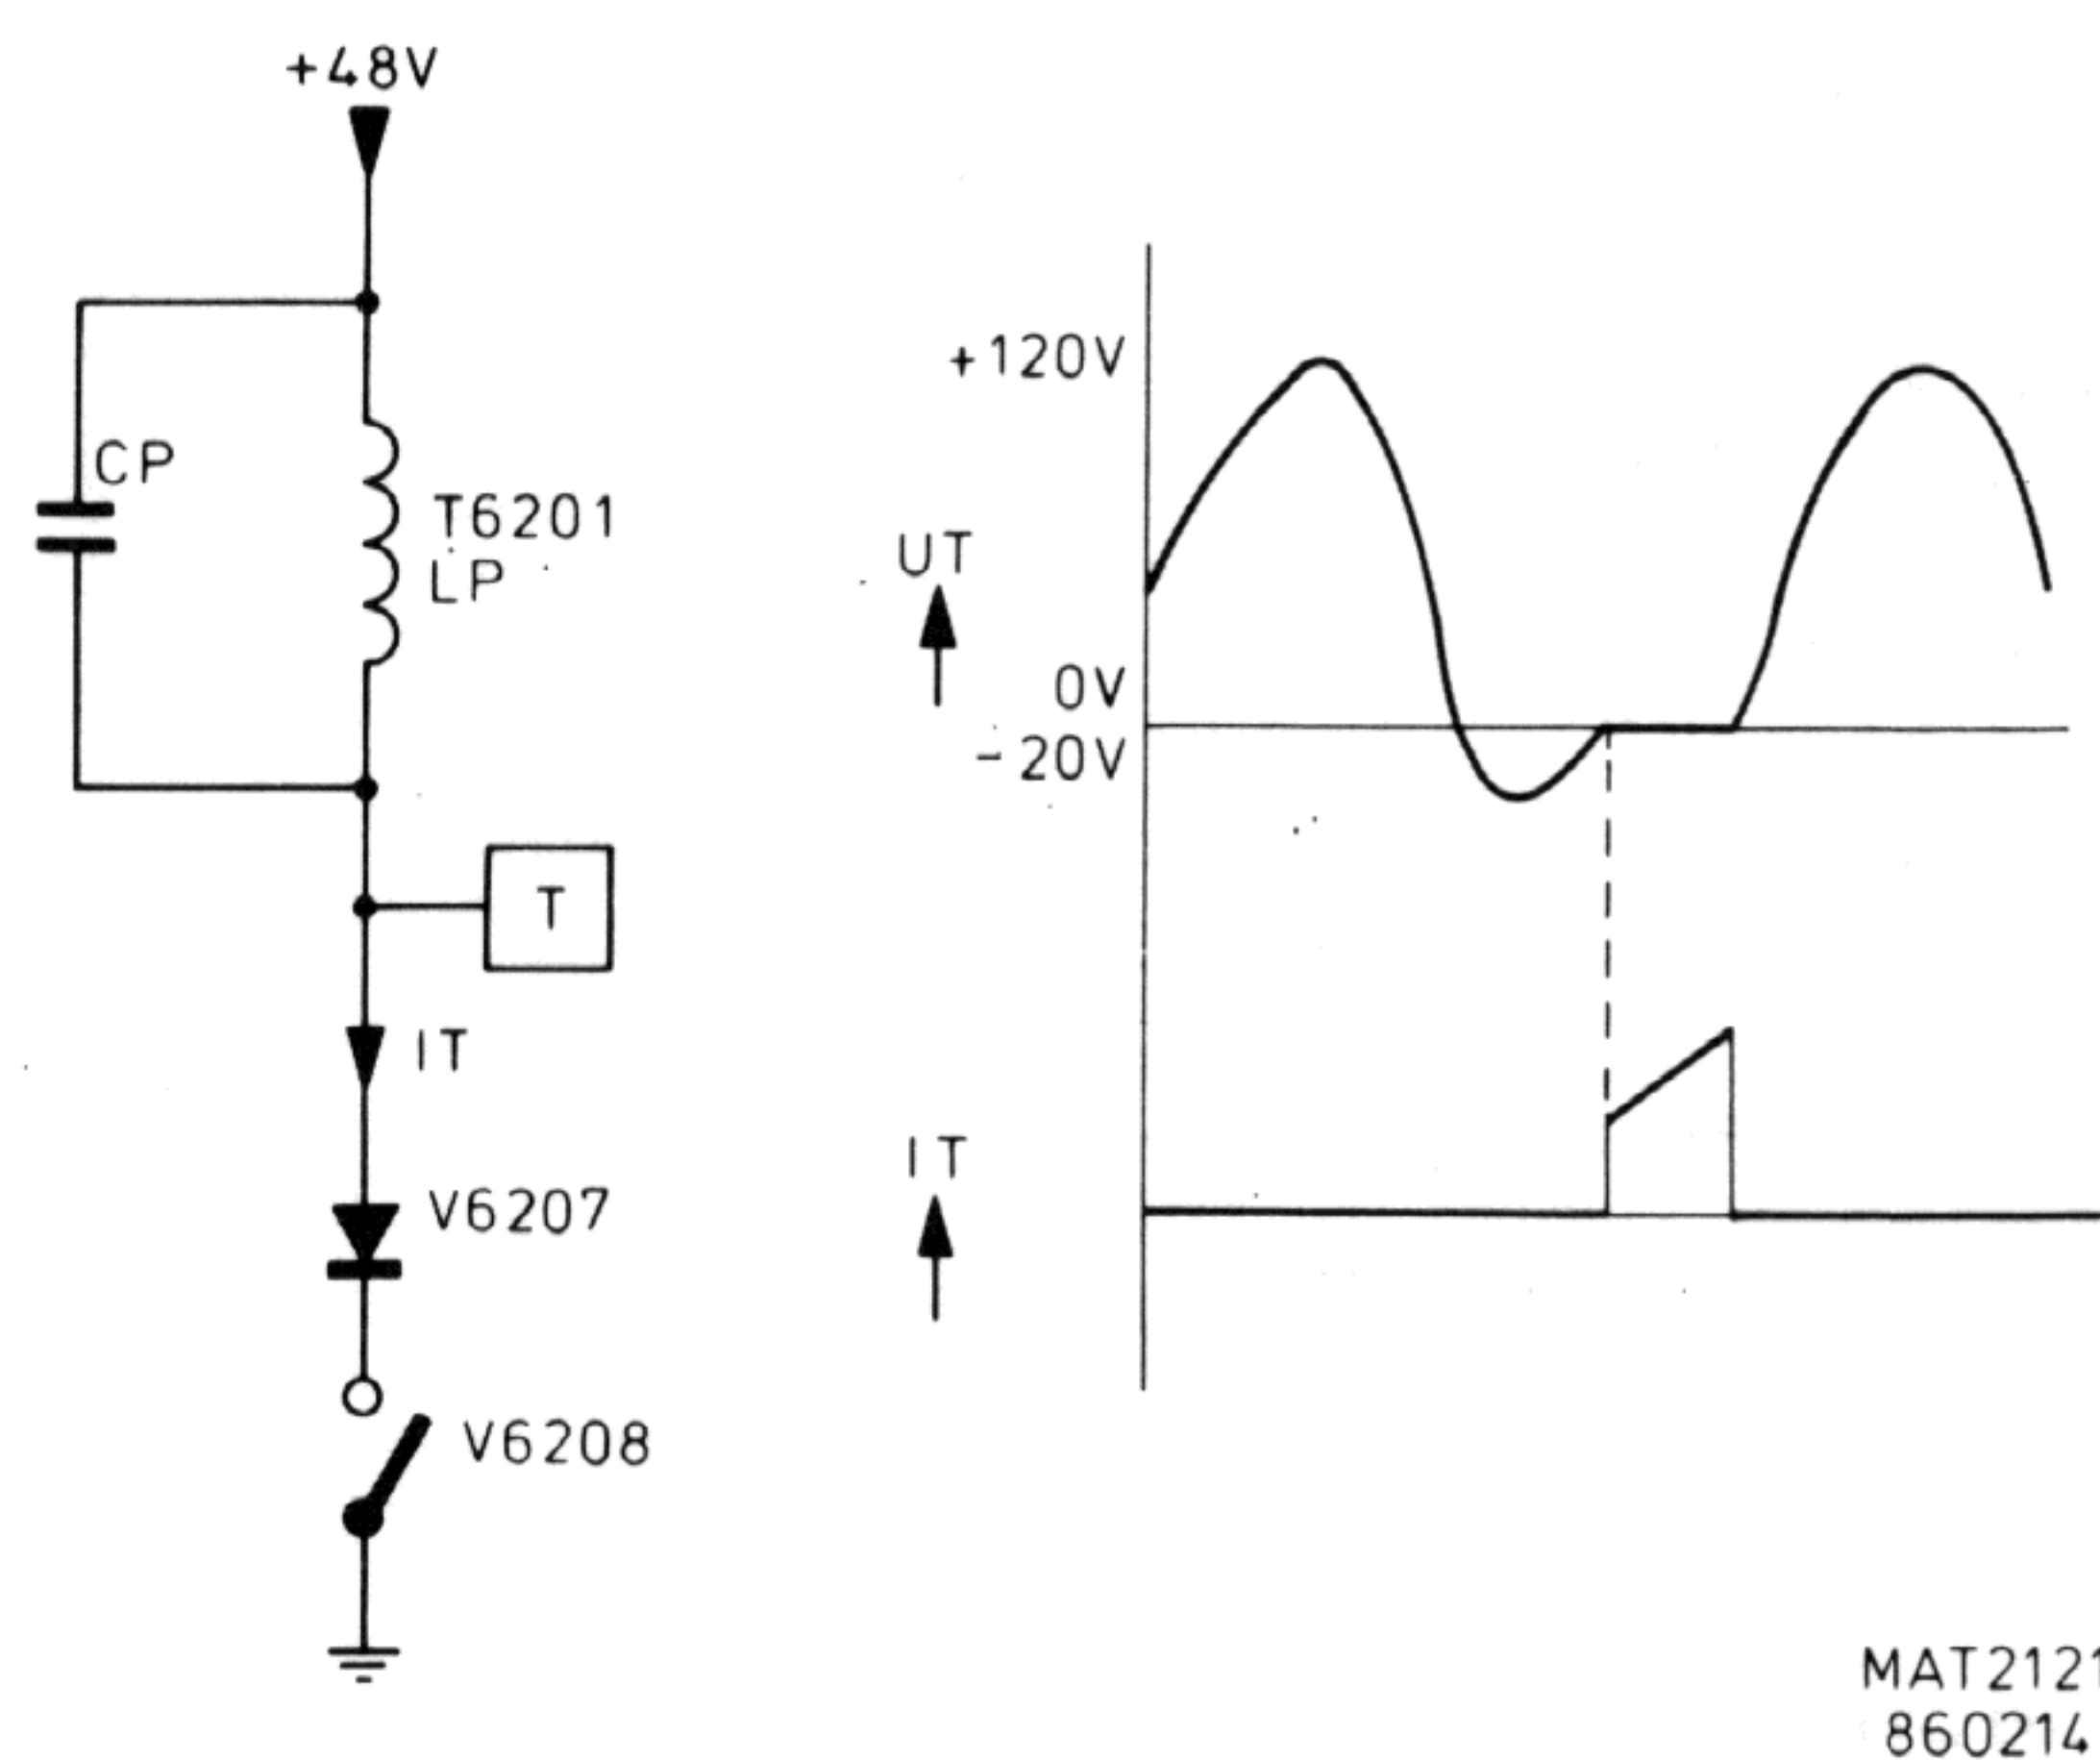 +48V
CP
T6201
LP
T
IT
V6207
V6208
+120V
UT
0V
-20V
IT
MAT2121
860214